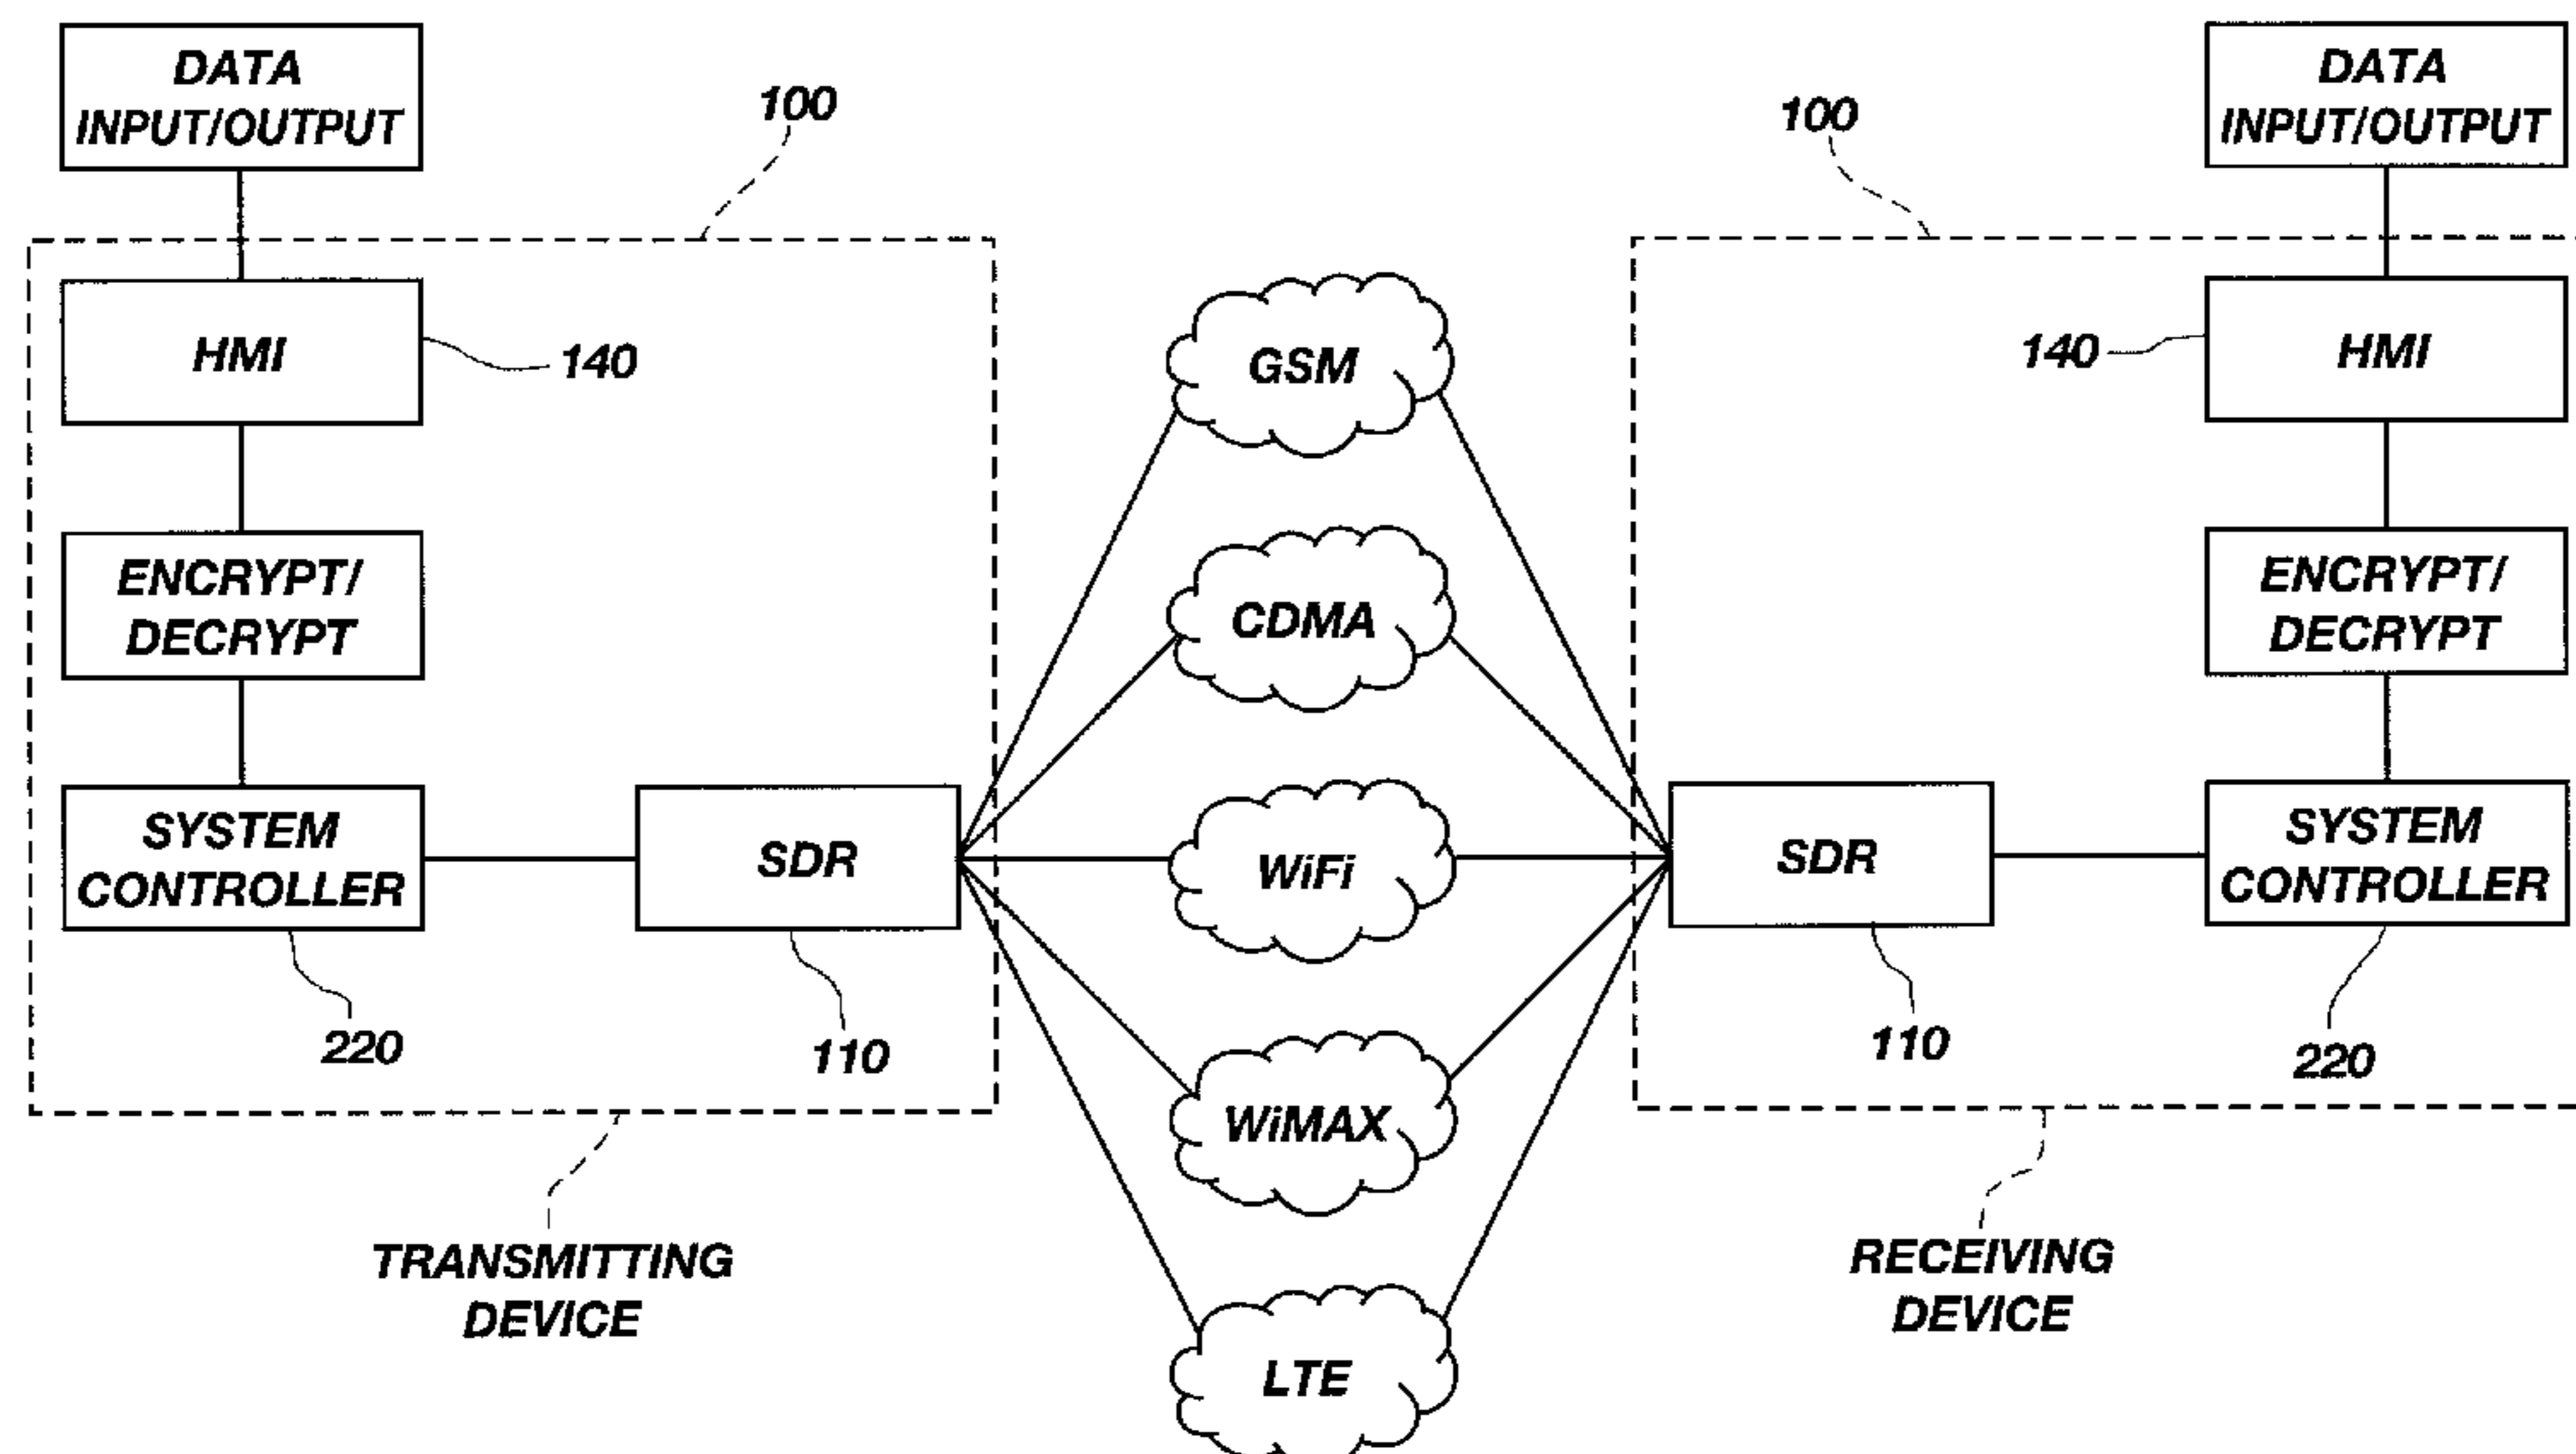 DATA
INPUT/OUTPUT
100
HMI
140
ENCRYPT/
DECRYPT
SYSTEM
CONTROLLER
220
SDR
110
TRANSMITTING
DEVICE
GSM
CDMA
WiFi
WiMAX
LTE
DATA
INPUT/OUTPUT
100
140
HMI
ENCRYPT/
DECRYPT
SDR
110
SYSTEM
CONTROLLER
220
RECEIVING
DEVICE